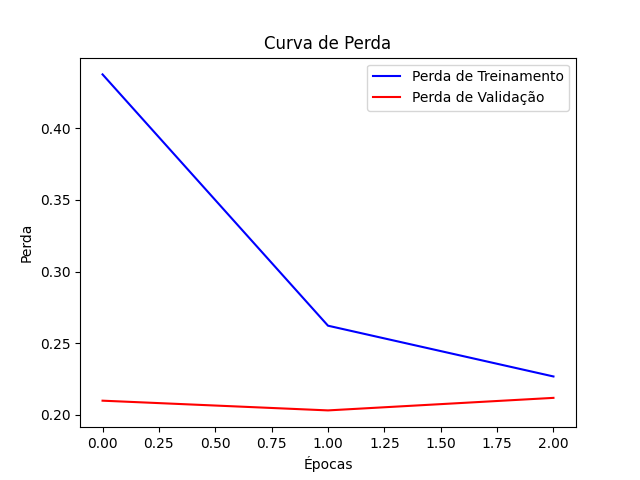 Curva de Perda
Perda de Treinamento
Perda de Validação
0.40
0.35
0.30
0.25
0.20
Perda
0.00 0.25 0.50 0.75 1.00 1.25 1.50 1.75 2.00
Épocas